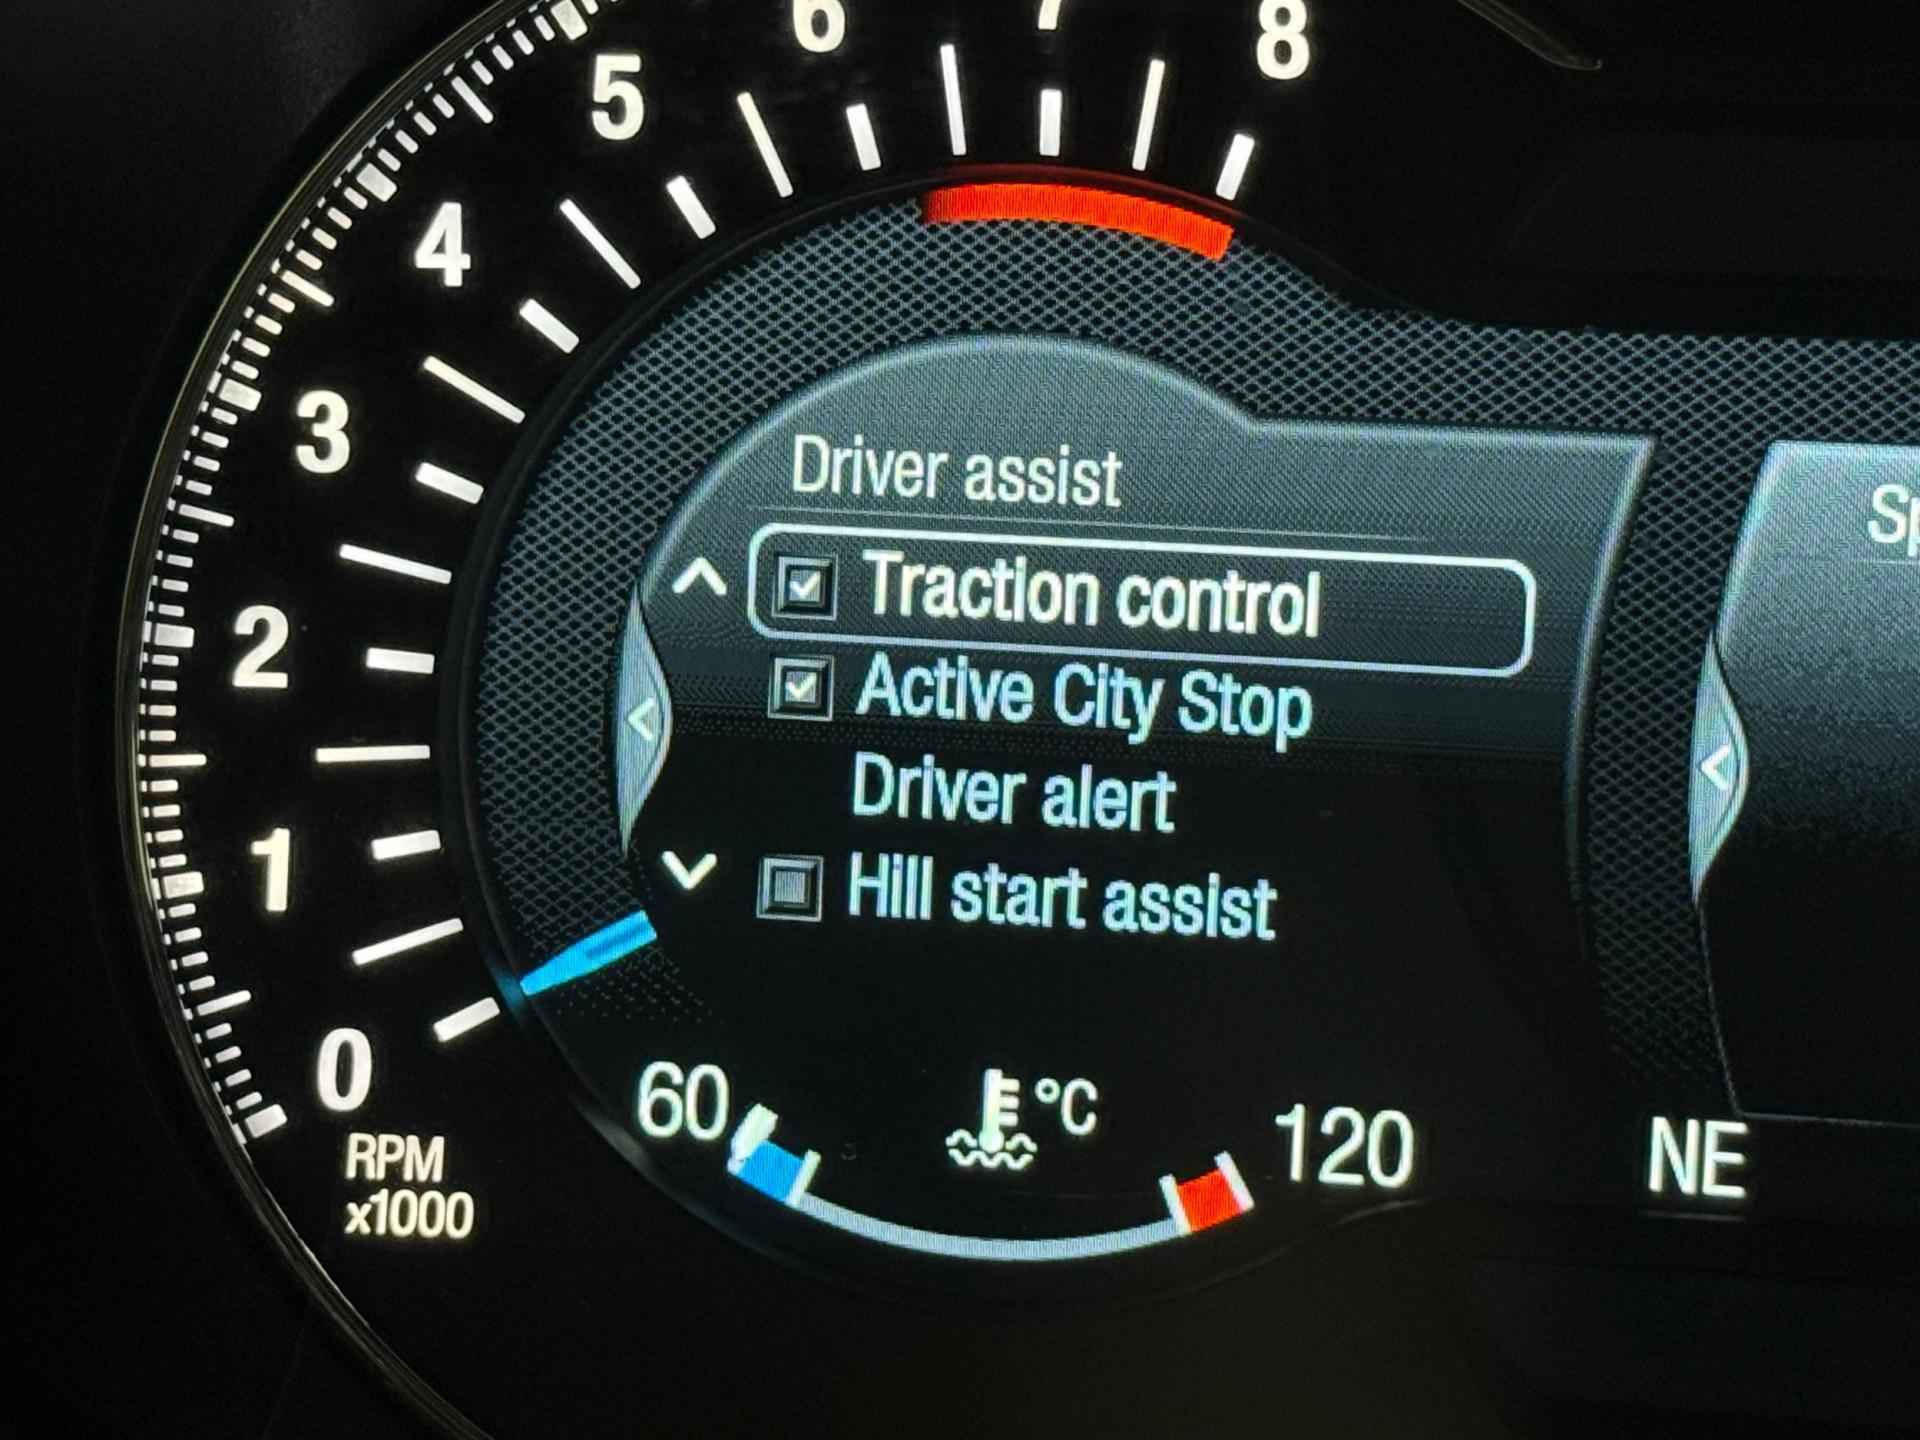 6 7 8
5
4
3
2
1
0
RPM
x1000
Driver assist
Traction control
Active City Stop
Driver alert
Hill start assist
60 °C 120
NE